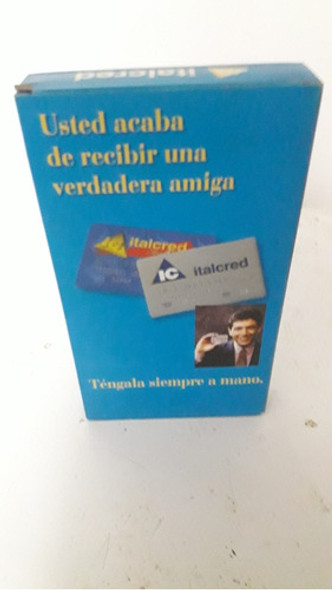 italcred
Usted acaba
de recibir una
verdadera amiga
italcred
IC italcred
Téngala siempre a mano.